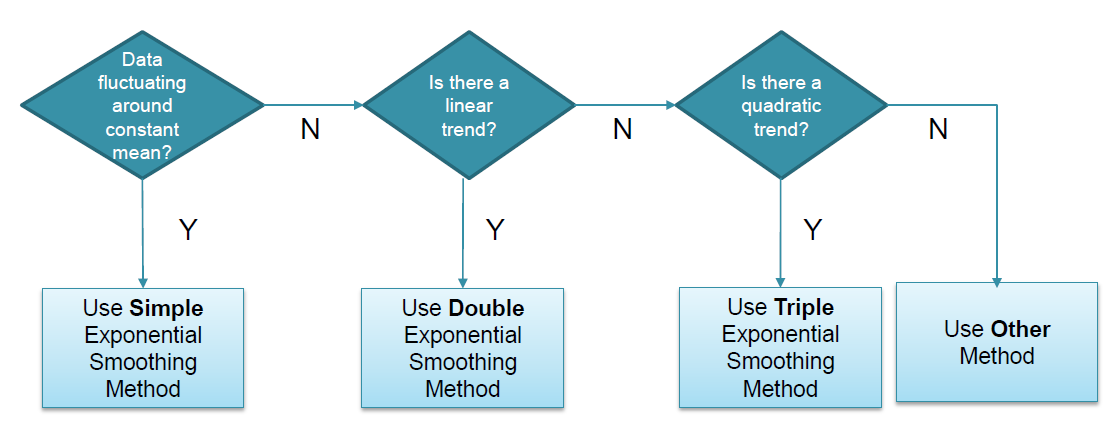 Data
fluctuating
around
constant
mean?
N
Is there a
linear
trend?
N
Is there a
quadratic
trend?
N
Y
Y
Y
Use Simple
Exponential
Smoothing
Method
Use Double
Exponential
Smoothing
Method
Use Triple
Exponential
Smoothing
Method
Use Other
Method